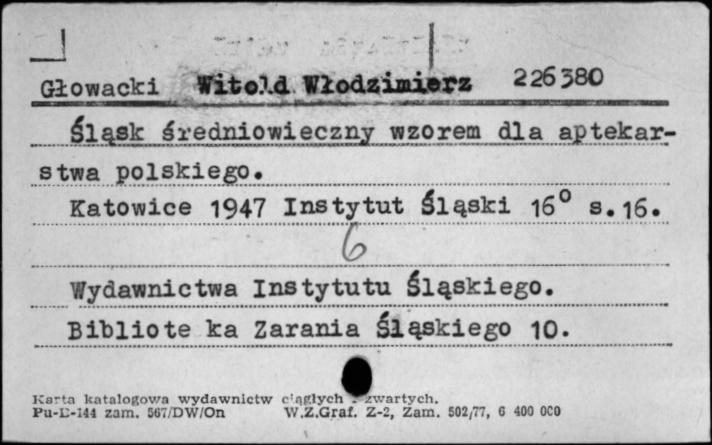 Głowacki Witold Włodzimierz 226380
Śląsk średniowieczny wzorem dla aptekar-
stwa polskiego.
Katowice 1947 Instytut Śląski 16° s.16.
6
Wydawnictwa Instytutu Śląskiego.
Bibliote ka Zarania Śląskiego 10.
Karta katalogowa wydawnictw ciągłych i zwartych.
Pu-D-144 zam. 567/DW/On W.Z.Graf. Z-2, Zam. 502/77, 6 400 000